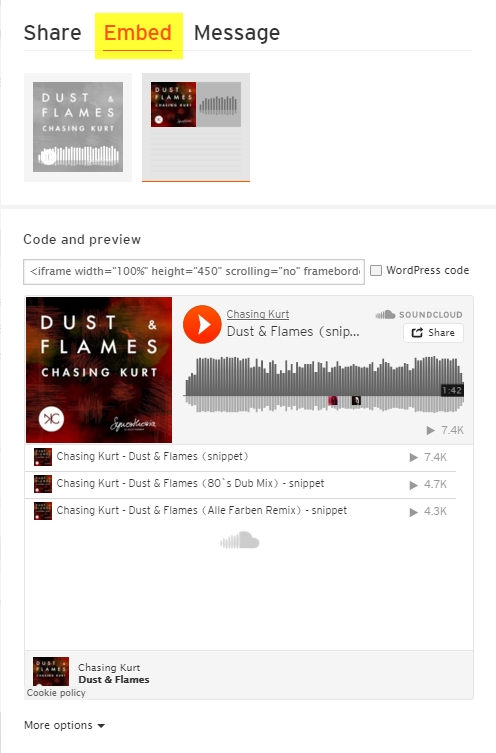 Share Embed Message
DUST &
FLAMES
CHASING KURT
DUST &
FLAMES
CHASING KURT
Code and preview
<iframe width="100%" height="450" scrolling="no" framebord
WordPress code
DUST &
FLAMES
CHASING KURT
KC
Synesthesia
Chasing Kurt
Dust & Flames (snip...
SOUNDCLOUD
Share
1:42
7.4K
Chasing Kurt - Dust & Flames (snippet) 7.4K
Chasing Kurt - Dust & Flames (80`s Dub Mix) - snippet 4.7K
Chasing Kurt - Dust & Flames (Alle Farben Remix) - snippet 4.3K
Chasing Kurt
Dust & Flames
Cookie policy
More options